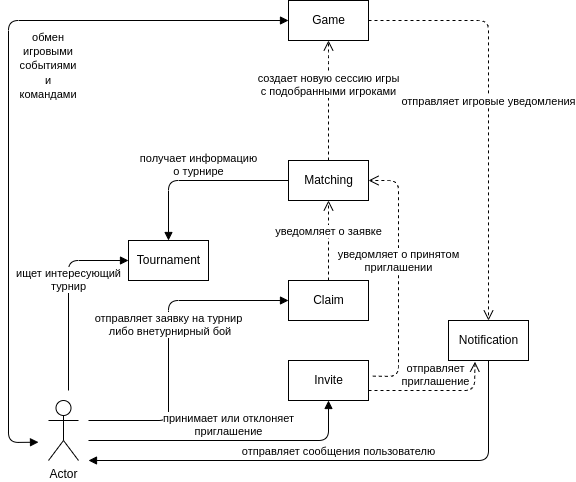 Game
обмен
игровыми
событиями
и
командами
создает новую сессию игры
с подобранными игроками
отправляет игровые уведомления
получает информацию
о турнире
Matching
уведомляет о заявке
Tournament
уведомляет о принятом
приглашении
ищет интересующий
турнир
Claim
отправляет заявку на турнир
либо внетурнирный бой
Notification
Invite
отправляет
приглашение
принимает или отклоняет
приглашение
отправляет сообщения пользователю
Actor